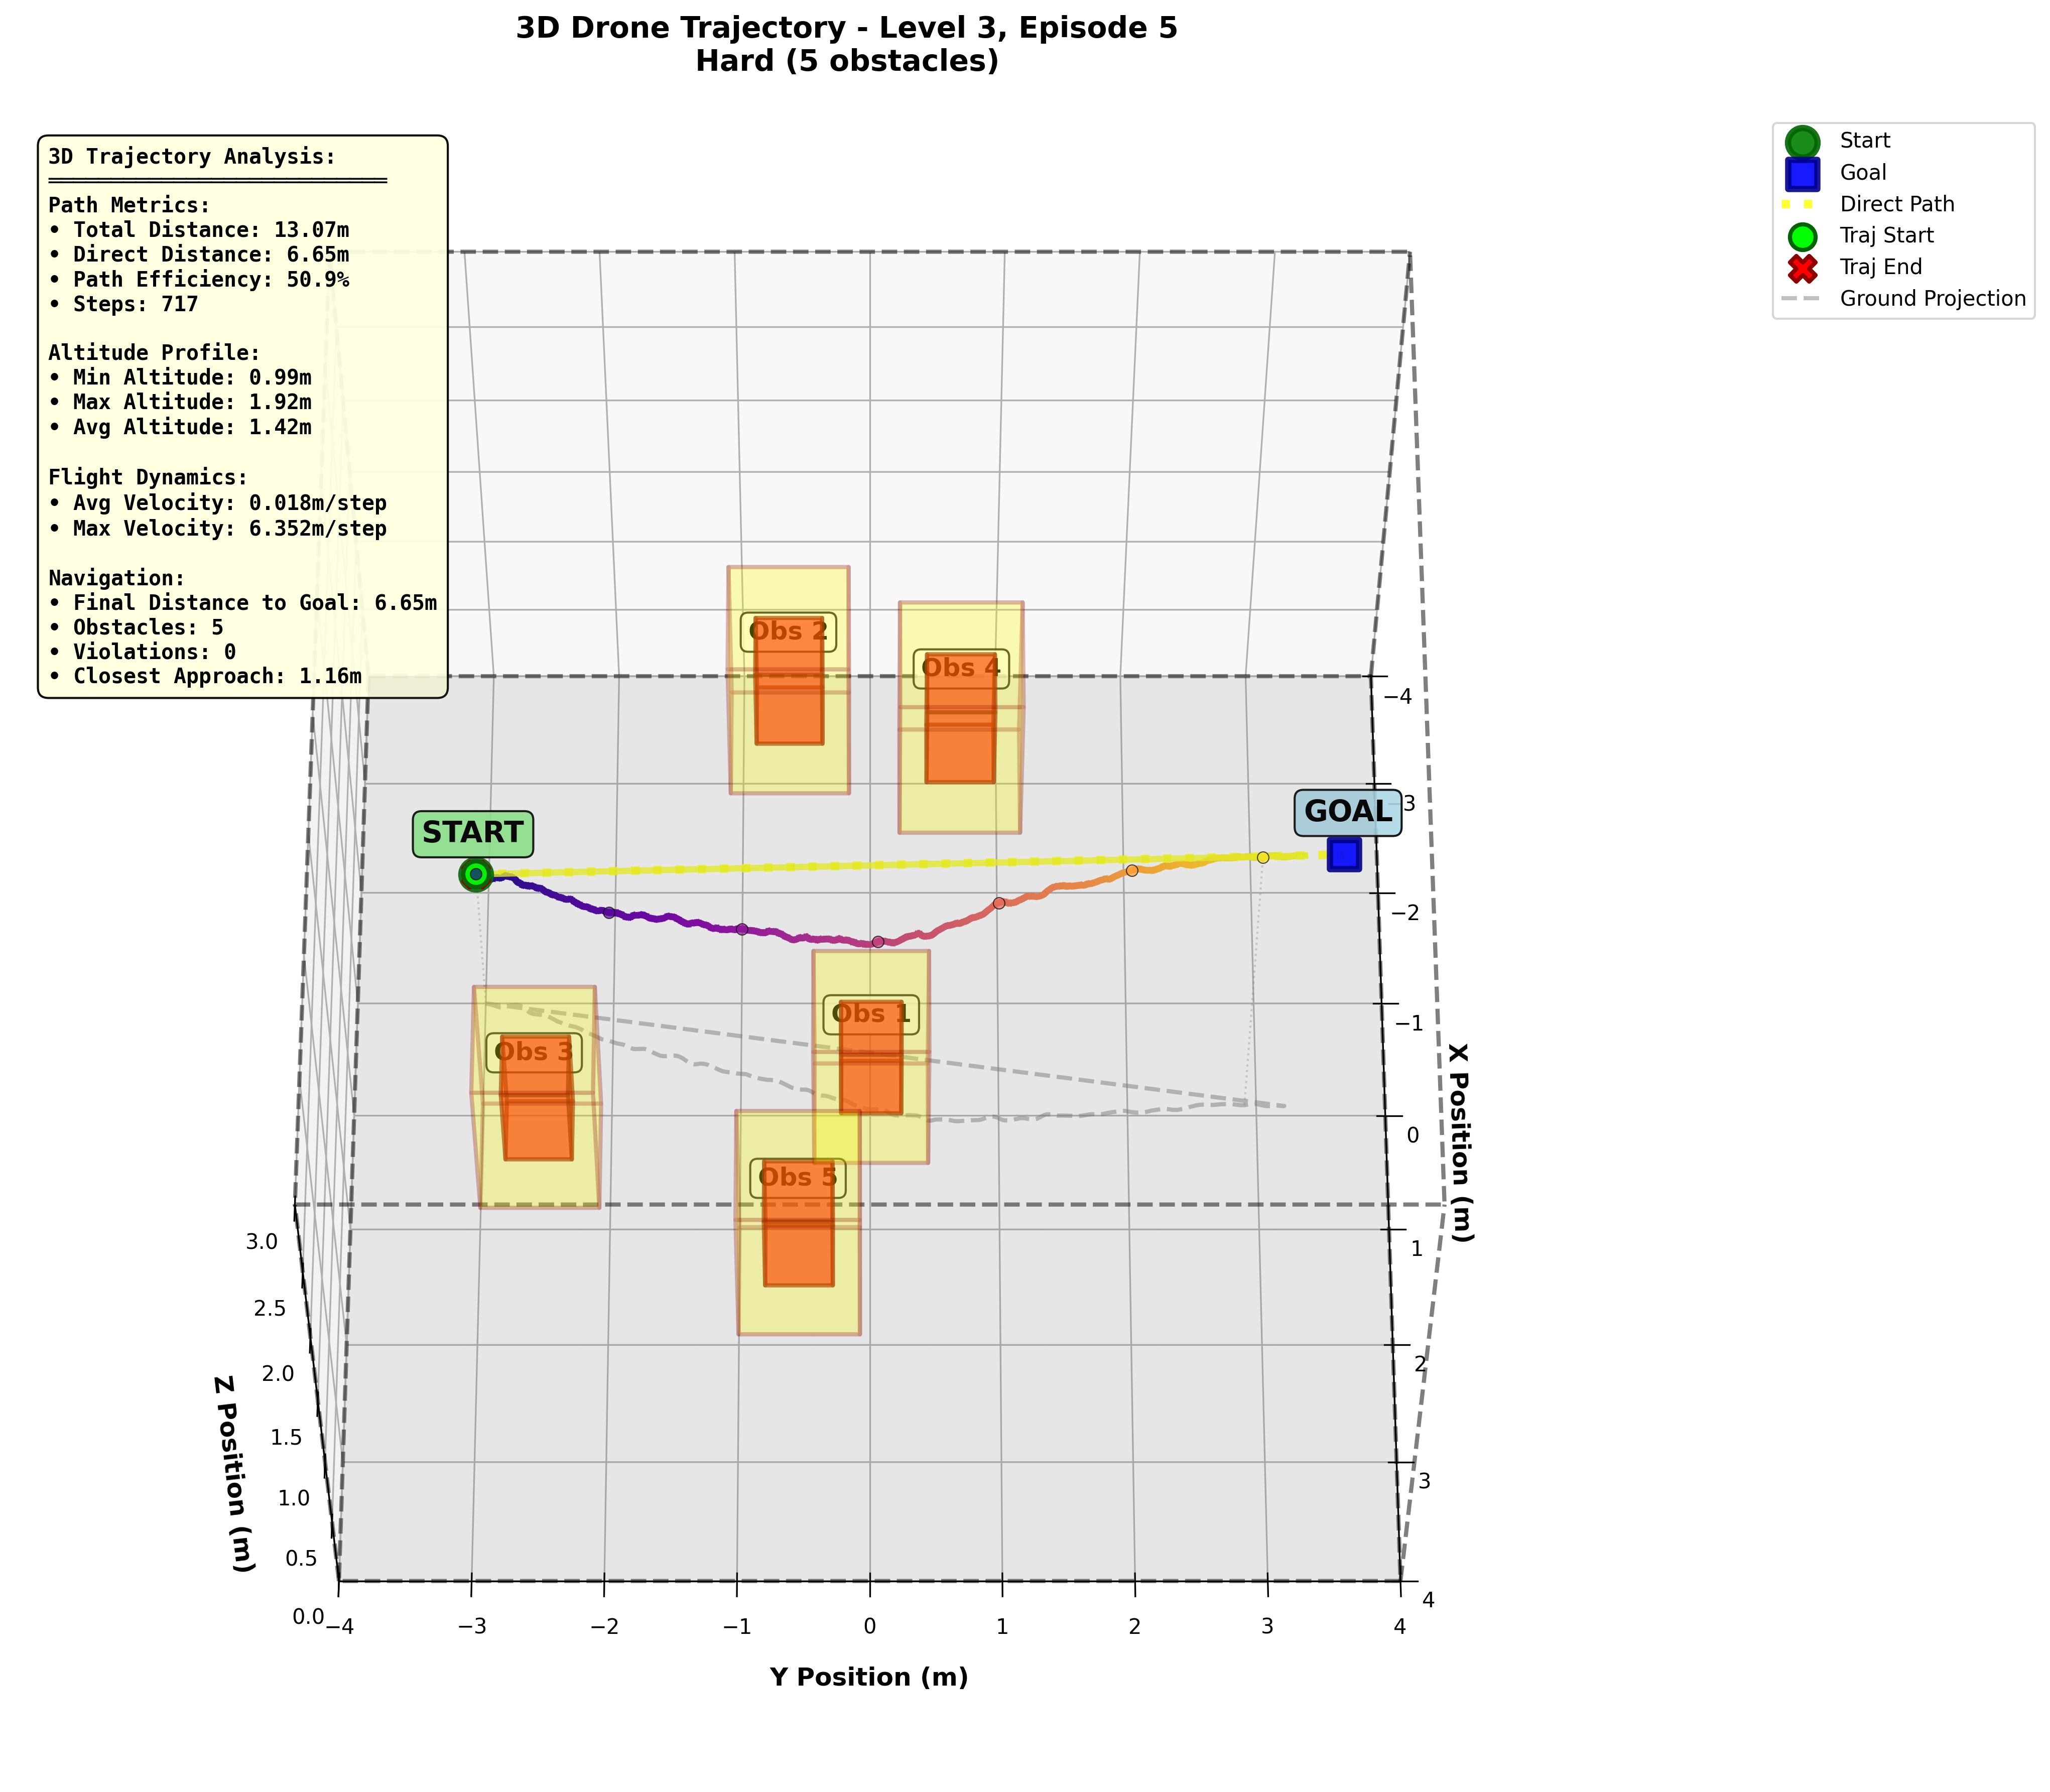 3D Drone Trajectory - Level 3, Episode 5
Hard (5 obstacles)
3D Trajectory Analysis:
Path Metrics:
• Total Distance: 13.07m
• Direct Distance: 6.65m
• Path Efficiency: 50.9%
• Steps: 717
Altitude Profile:
• Min Altitude: 0.99m
• Max Altitude: 1.92m
• Avg Altitude: 1.42m
Flight Dynamics:
• Avg Velocity: 0.018m/step
• Max Velocity: 6.352m/step
Navigation:
• Final Distance to Goal: 6.65m
• Obstacles: 5
• Violations: 0
• Closest Approach: 1.16m
Start
Goal
Direct Path
Traj Start
Traj End
Ground Projection
Obs 2
Obs 4
START
GOAL
Obs 1
Obs 3
Obs 5
−4
−3
−2
−1
0
1
2
3
4
X Position (m)
3.0
2.5
2.0
1.5
1.0
0.5
0.0
Z Position (m)
−4
−3
−2
−1
0
1
2
3
4
Y Position (m)